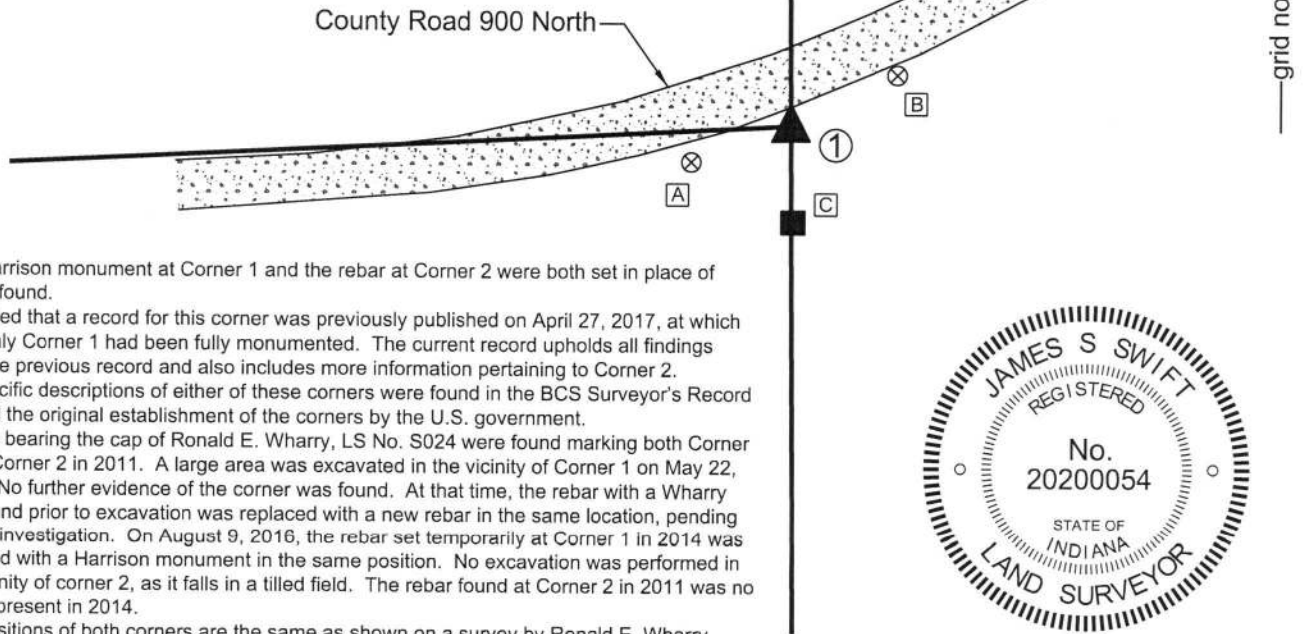 County Road 900 North
grid no
B
1
A
C
rrison monument at Corner 1 and the rebar at Corner 2 were both set in place of
found.
ed that a record for this corner was previously published on April 27, 2017, at which
ly Corner 1 had been fully monumented. The current record upholds all findings
e previous record and also includes more information pertaining to Corner 2.
cific descriptions of either of these corners were found in the BCS Surveyor's Record
the original establishment of the corners by the U.S. government.
bearing the cap of Ronald E. Wharry, LS No. S024 were found marking both Corner
Corner 2 in 2011. A large area was excavated in the vicinity of Corner 1 on May 22,
No further evidence of the corner was found. At that time, the rebar with a Wharry
nd prior to excavation was replaced with a new rebar in the same location, pending
investigation. On August 9, 2016, the rebar set temporarily at Corner 1 in 2014 was
d with a Harrison monument in the same position. No excavation was performed in
nity of corner 2, as it falls in a tilled field. The rebar found at Corner 2 in 2011 was no
present in 2014.
sitions of both corners are the same as shown on a survey by Ronald E. Wharry
JAMES S SWIFT
REGISTERED
No.
20200054
STATE OF
INDIANA
LAND SURVEYOR